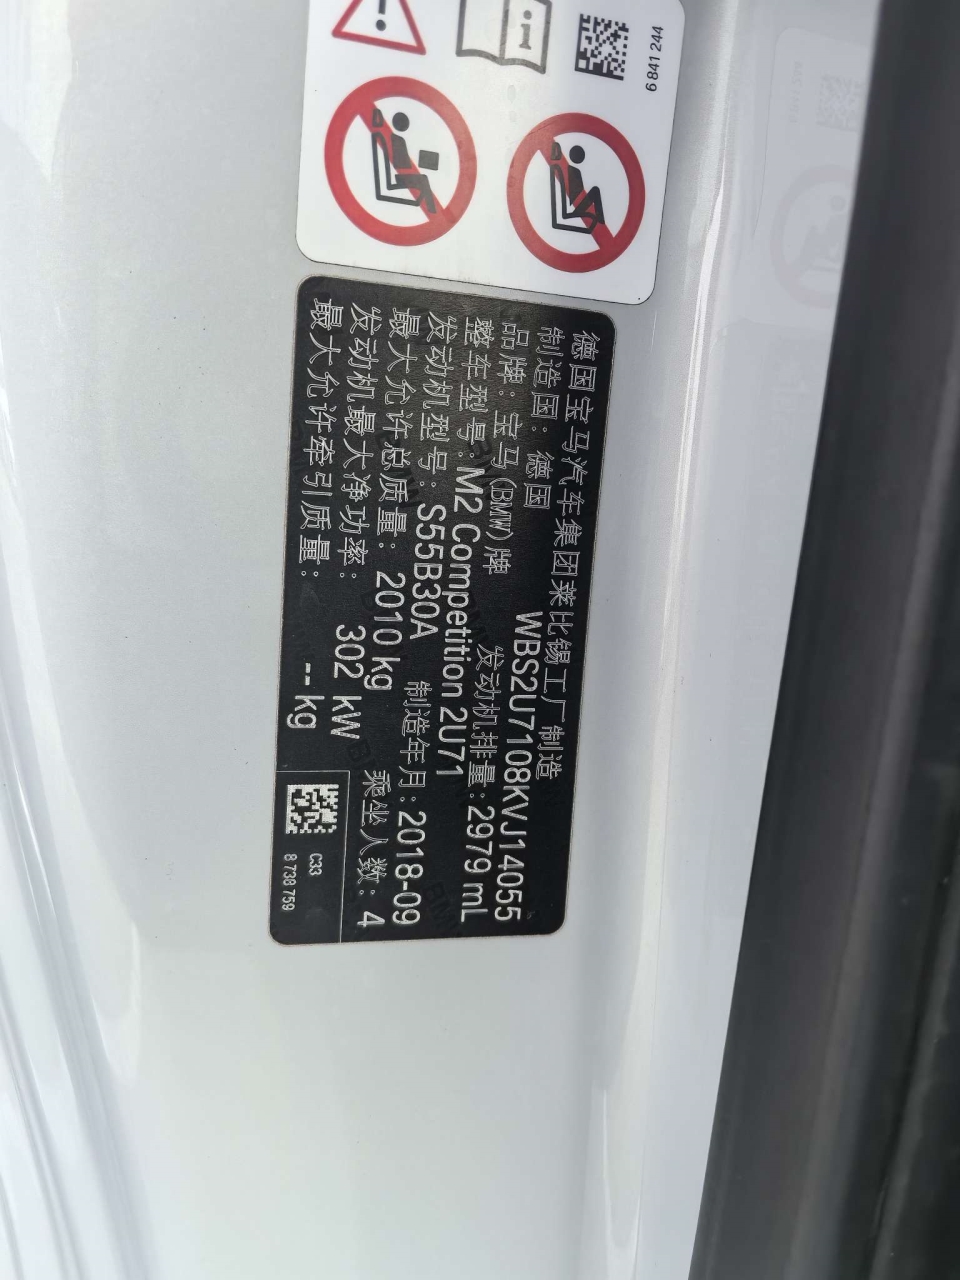 6 841 244
德国宝马汽车集团莱比锡工厂制造
制造国：德国 WBS2U7108KVJ14055
品牌：宝马(BMW)牌 发动机排量：2979 mL
整车型号：M2 Competition 2U71
发动机型号：S55B30A 制造年月：2018-09
最大允许总质量：2010 kg 乘坐人数：4
发动机最大净功率：302 kW
最大允许牵引质量：-- kg
C33
8 738 759